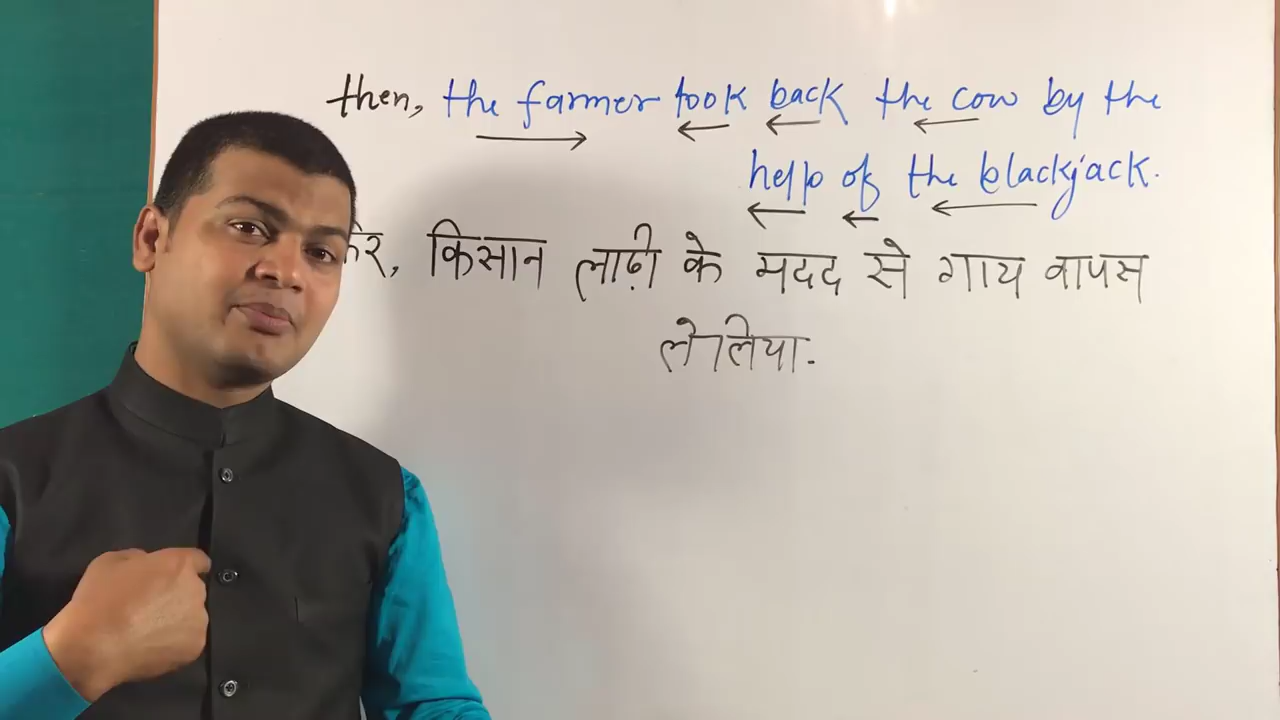 then, the farmer took back the cow by the
help of the blackjack.
किसान लाढ़ी के मदद से गाय वापस
ले लिया.